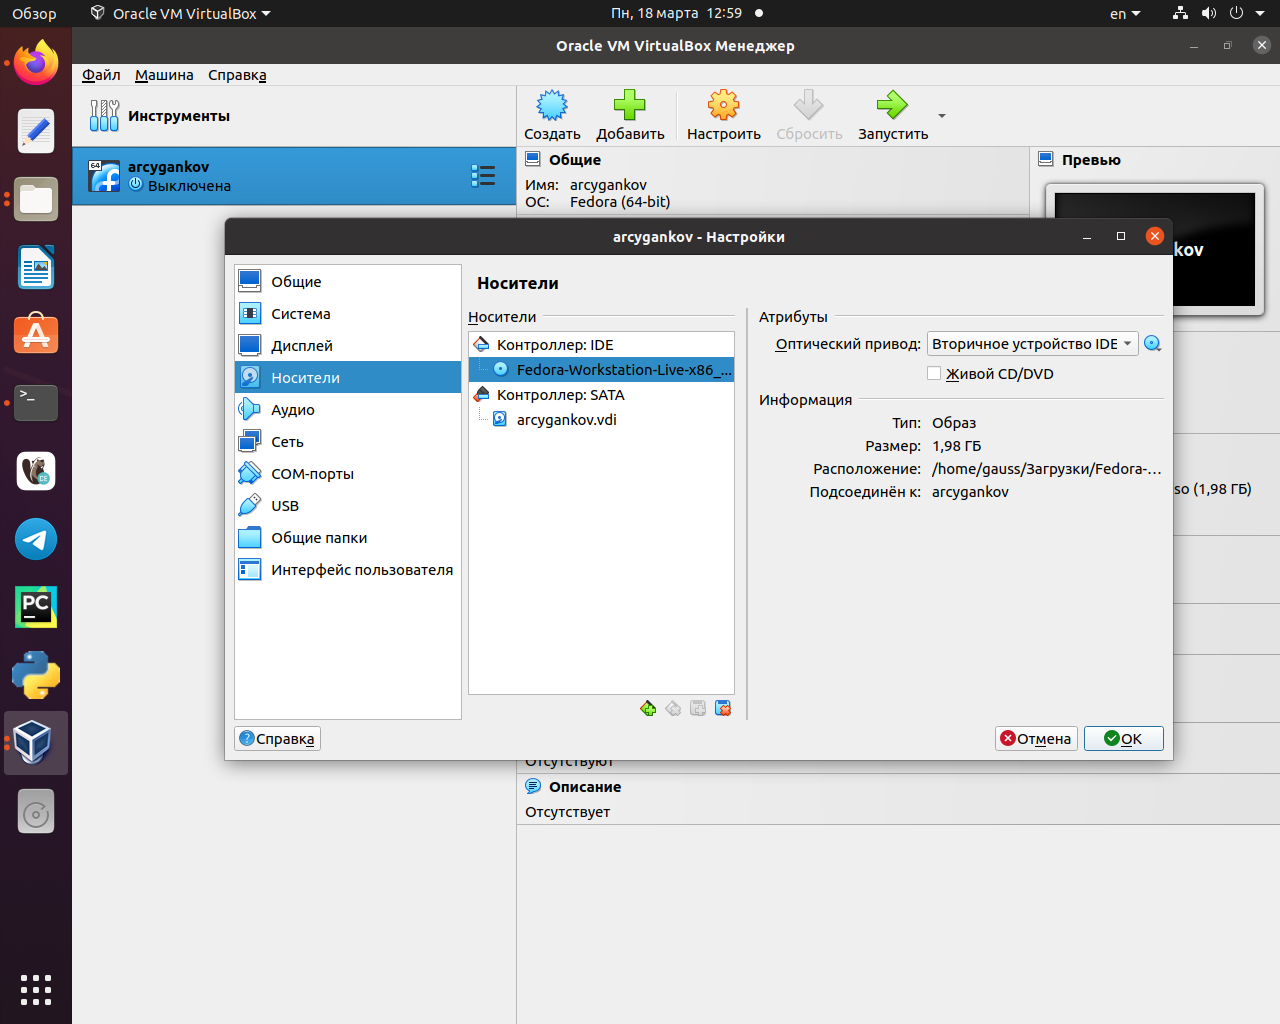 Обзор
Oracle VM VirtualBox
Пн, 18 марта 12:59
en
Oracle VM VirtualBox Менеджер
Файл Машина Справка
Инструменты
Создать Добавить Настроить Сбросить Запустить
64
arcygankov
Выключена
Общие
Имя: arcygankov
ОС: Fedora (64-bit)
Превью
kov
arcygankov - Настройки
Общие
Система
Дисплей
Носители
Аудио
Сеть
COM-порты
USB
Общие папки
Интерфейс пользователя
Носители
Носители
Контроллер: IDE
Fedora-Workstation-Live-x86_...
Контроллер: SATA
arcygankov.vdi
Атрибуты
Оптический привод: Вторичное устройство IDE
Живой CD/DVD
Информация
Тип: Образ
Размер: 1,98 ГБ
Расположение: /home/gauss/Загрузки/Fedora-...
Подсоединён к: arcygankov
so (1,98 ГБ)
Справка
Отмена
OK
Отсутствуют
Описание
Отсутствует
PC